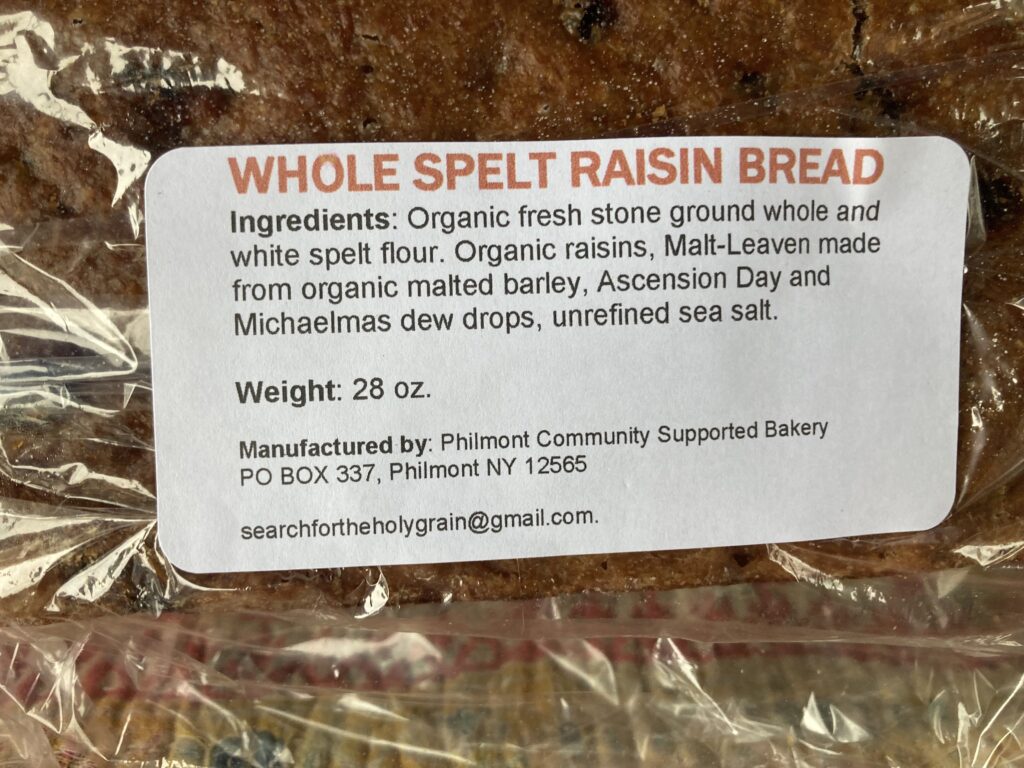 WHOLE SPELT RAISIN BREAD
Ingredients: Organic fresh stone ground whole and
white spelt flour. Organic raisins, Malt-Leaven made
from organic malted barley, Ascension Day and
Michaelmas dew drops, unrefined sea salt.
Weight: 28 oz.
Manufactured by: Philmont Community Supported Bakery
PO BOX 337, Philmont NY 12565
searchfortheholygrain@gmail.com.